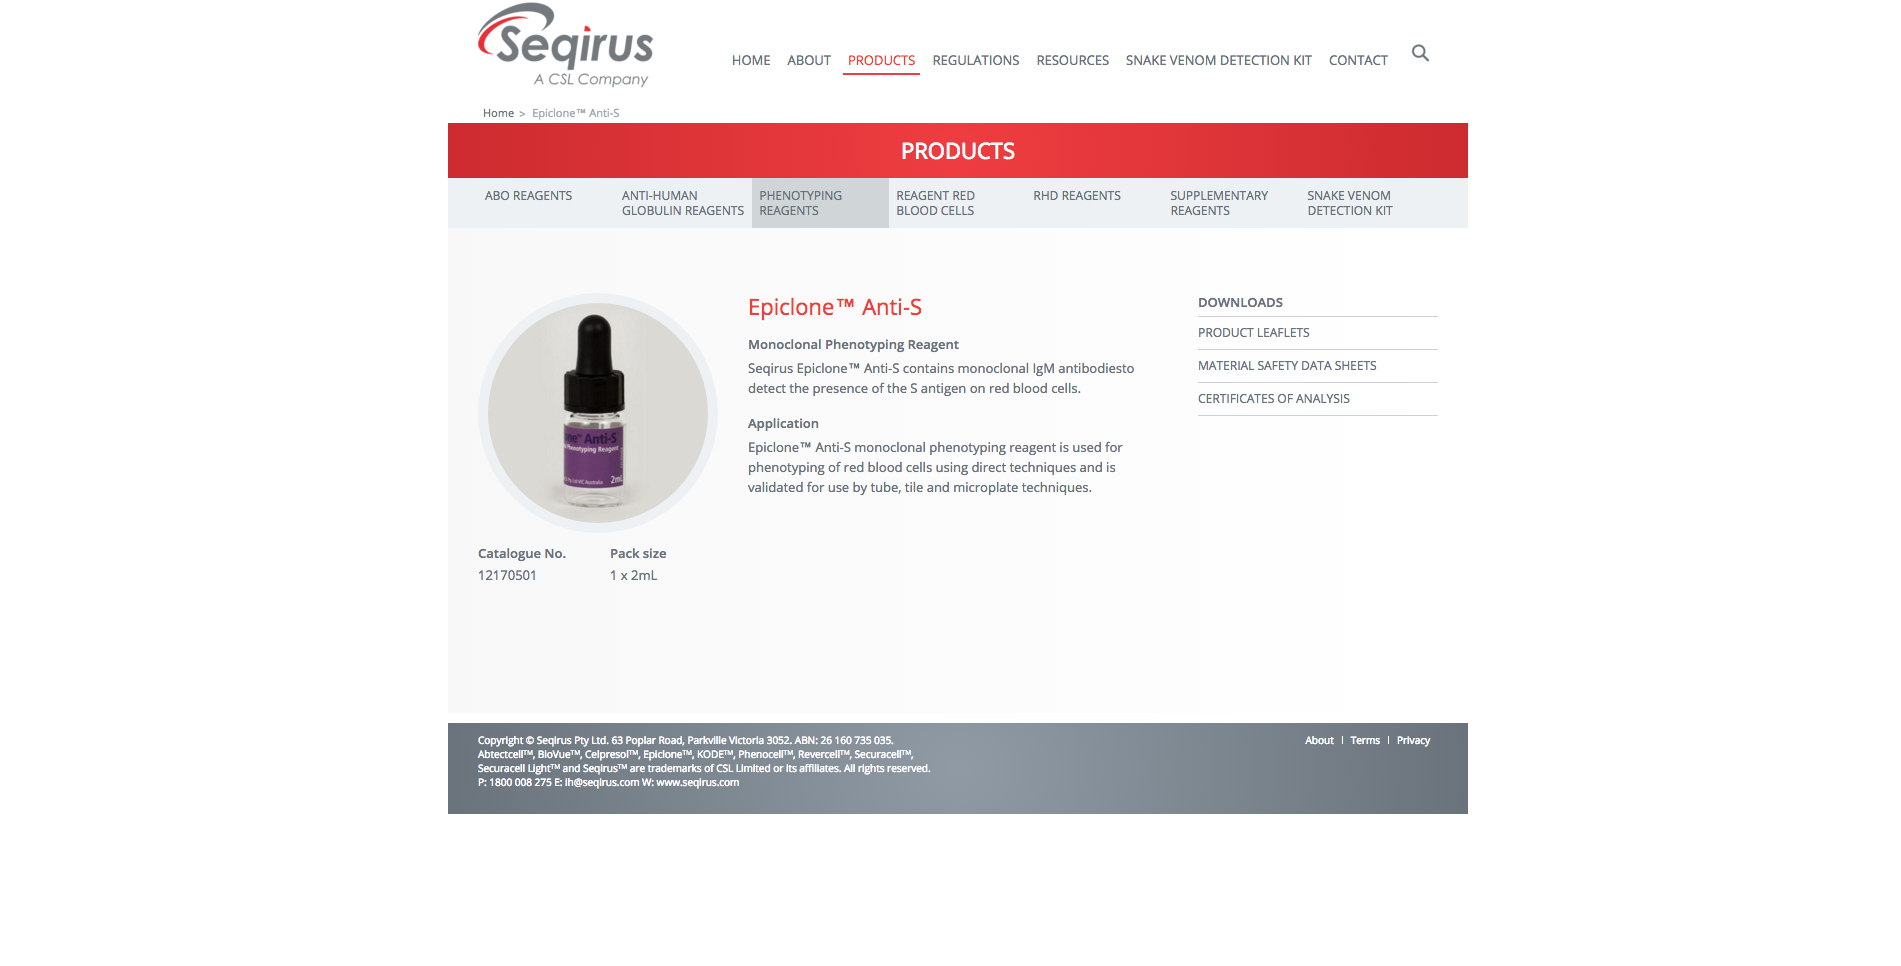 Seqirus
A CSL Company
HOME ABOUT PRODUCTS REGULATIONS RESOURCES SNAKE VENOM DETECTION KIT CONTACT
Home > Epiclone™ Anti-S
PRODUCTS
ABO REAGENTS
ANTI-HUMAN
GLOBULIN REAGENTS
PHENOTYPING
REAGENTS
REAGENT RED
BLOOD CELLS
RHD REAGENTS
SUPPLEMENTARY
REAGENTS
SNAKE VENOM
DETECTION KIT
Anti-S
Phenotyping Reagent
VIC Australia
2mL
Catalogue No. Pack size
12170501 1 x 2mL
Epiclone™ Anti-S
Monoclonal Phenotyping Reagent
Seqirus Epiclone™ Anti-S contains monoclonal IgM antibodiesto
detect the presence of the S antigen on red blood cells.
Application
Epiclone™ Anti-S monoclonal phenotyping reagent is used for
phenotyping of red blood cells using direct techniques and is
validated for use by tube, tile and microplate techniques.
DOWNLOADS
PRODUCT LEAFLETS
MATERIAL SAFETY DATA SHEETS
CERTIFICATES OF ANALYSIS
Copyright © Seqirus Pty Ltd. 63 Poplar Road, Parkville Victoria 3052. ABN: 26 160 735 035.
Abtectcell™, BioVue™, Celpresol™, Epiclone™, KODE™, Phenocell™, Revercell™, Securacell™,
Securacell Light™ and Seqirus™ are trademarks of CSL Limited or its affiliates. All rights reserved.
P: 1800 008 275 E: ih@seqirus.com W: www.seqirus.com
About | Terms | Privacy